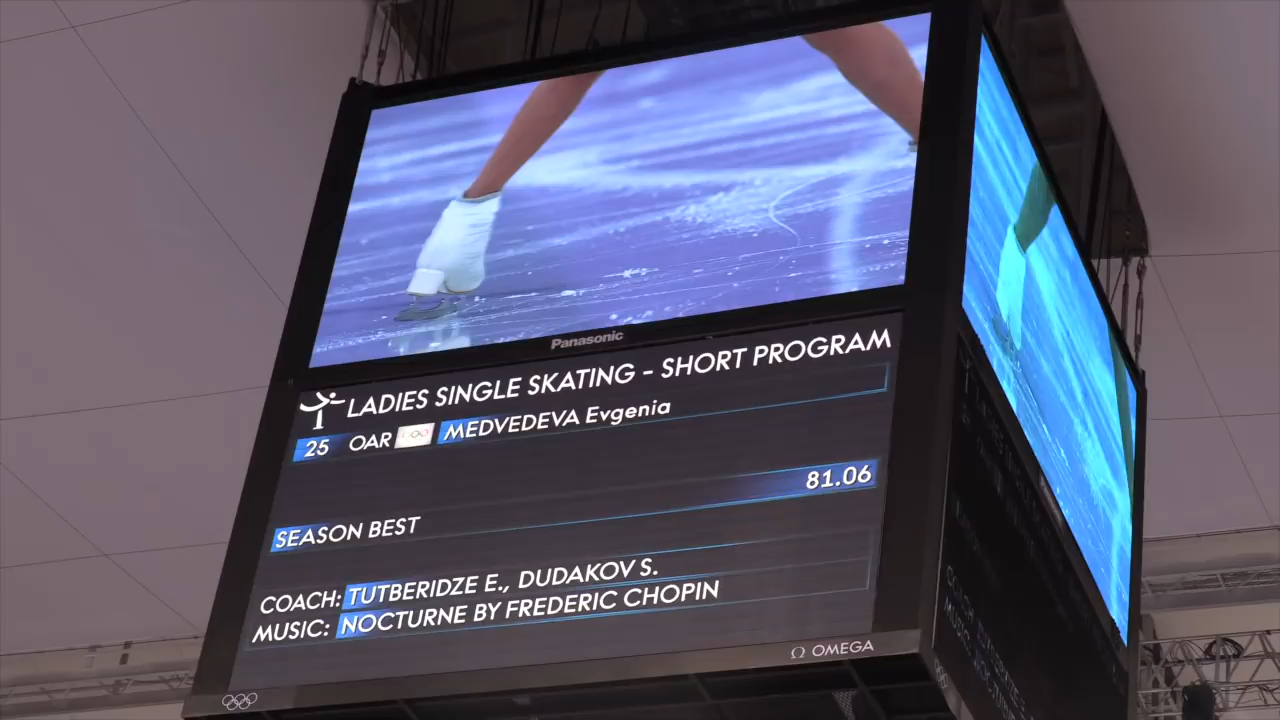 Panasonic
LADIES SINGLE SKATING - SHORT PROGRAM
25 OAR MEDVEDEVA Evgenia
81.06
SEASON BEST
COACH: TUTBERIDZE E., DUDAKOV S.
MUSIC: NOCTURNE BY FREDERIC CHOPIN
Ω OMEGA